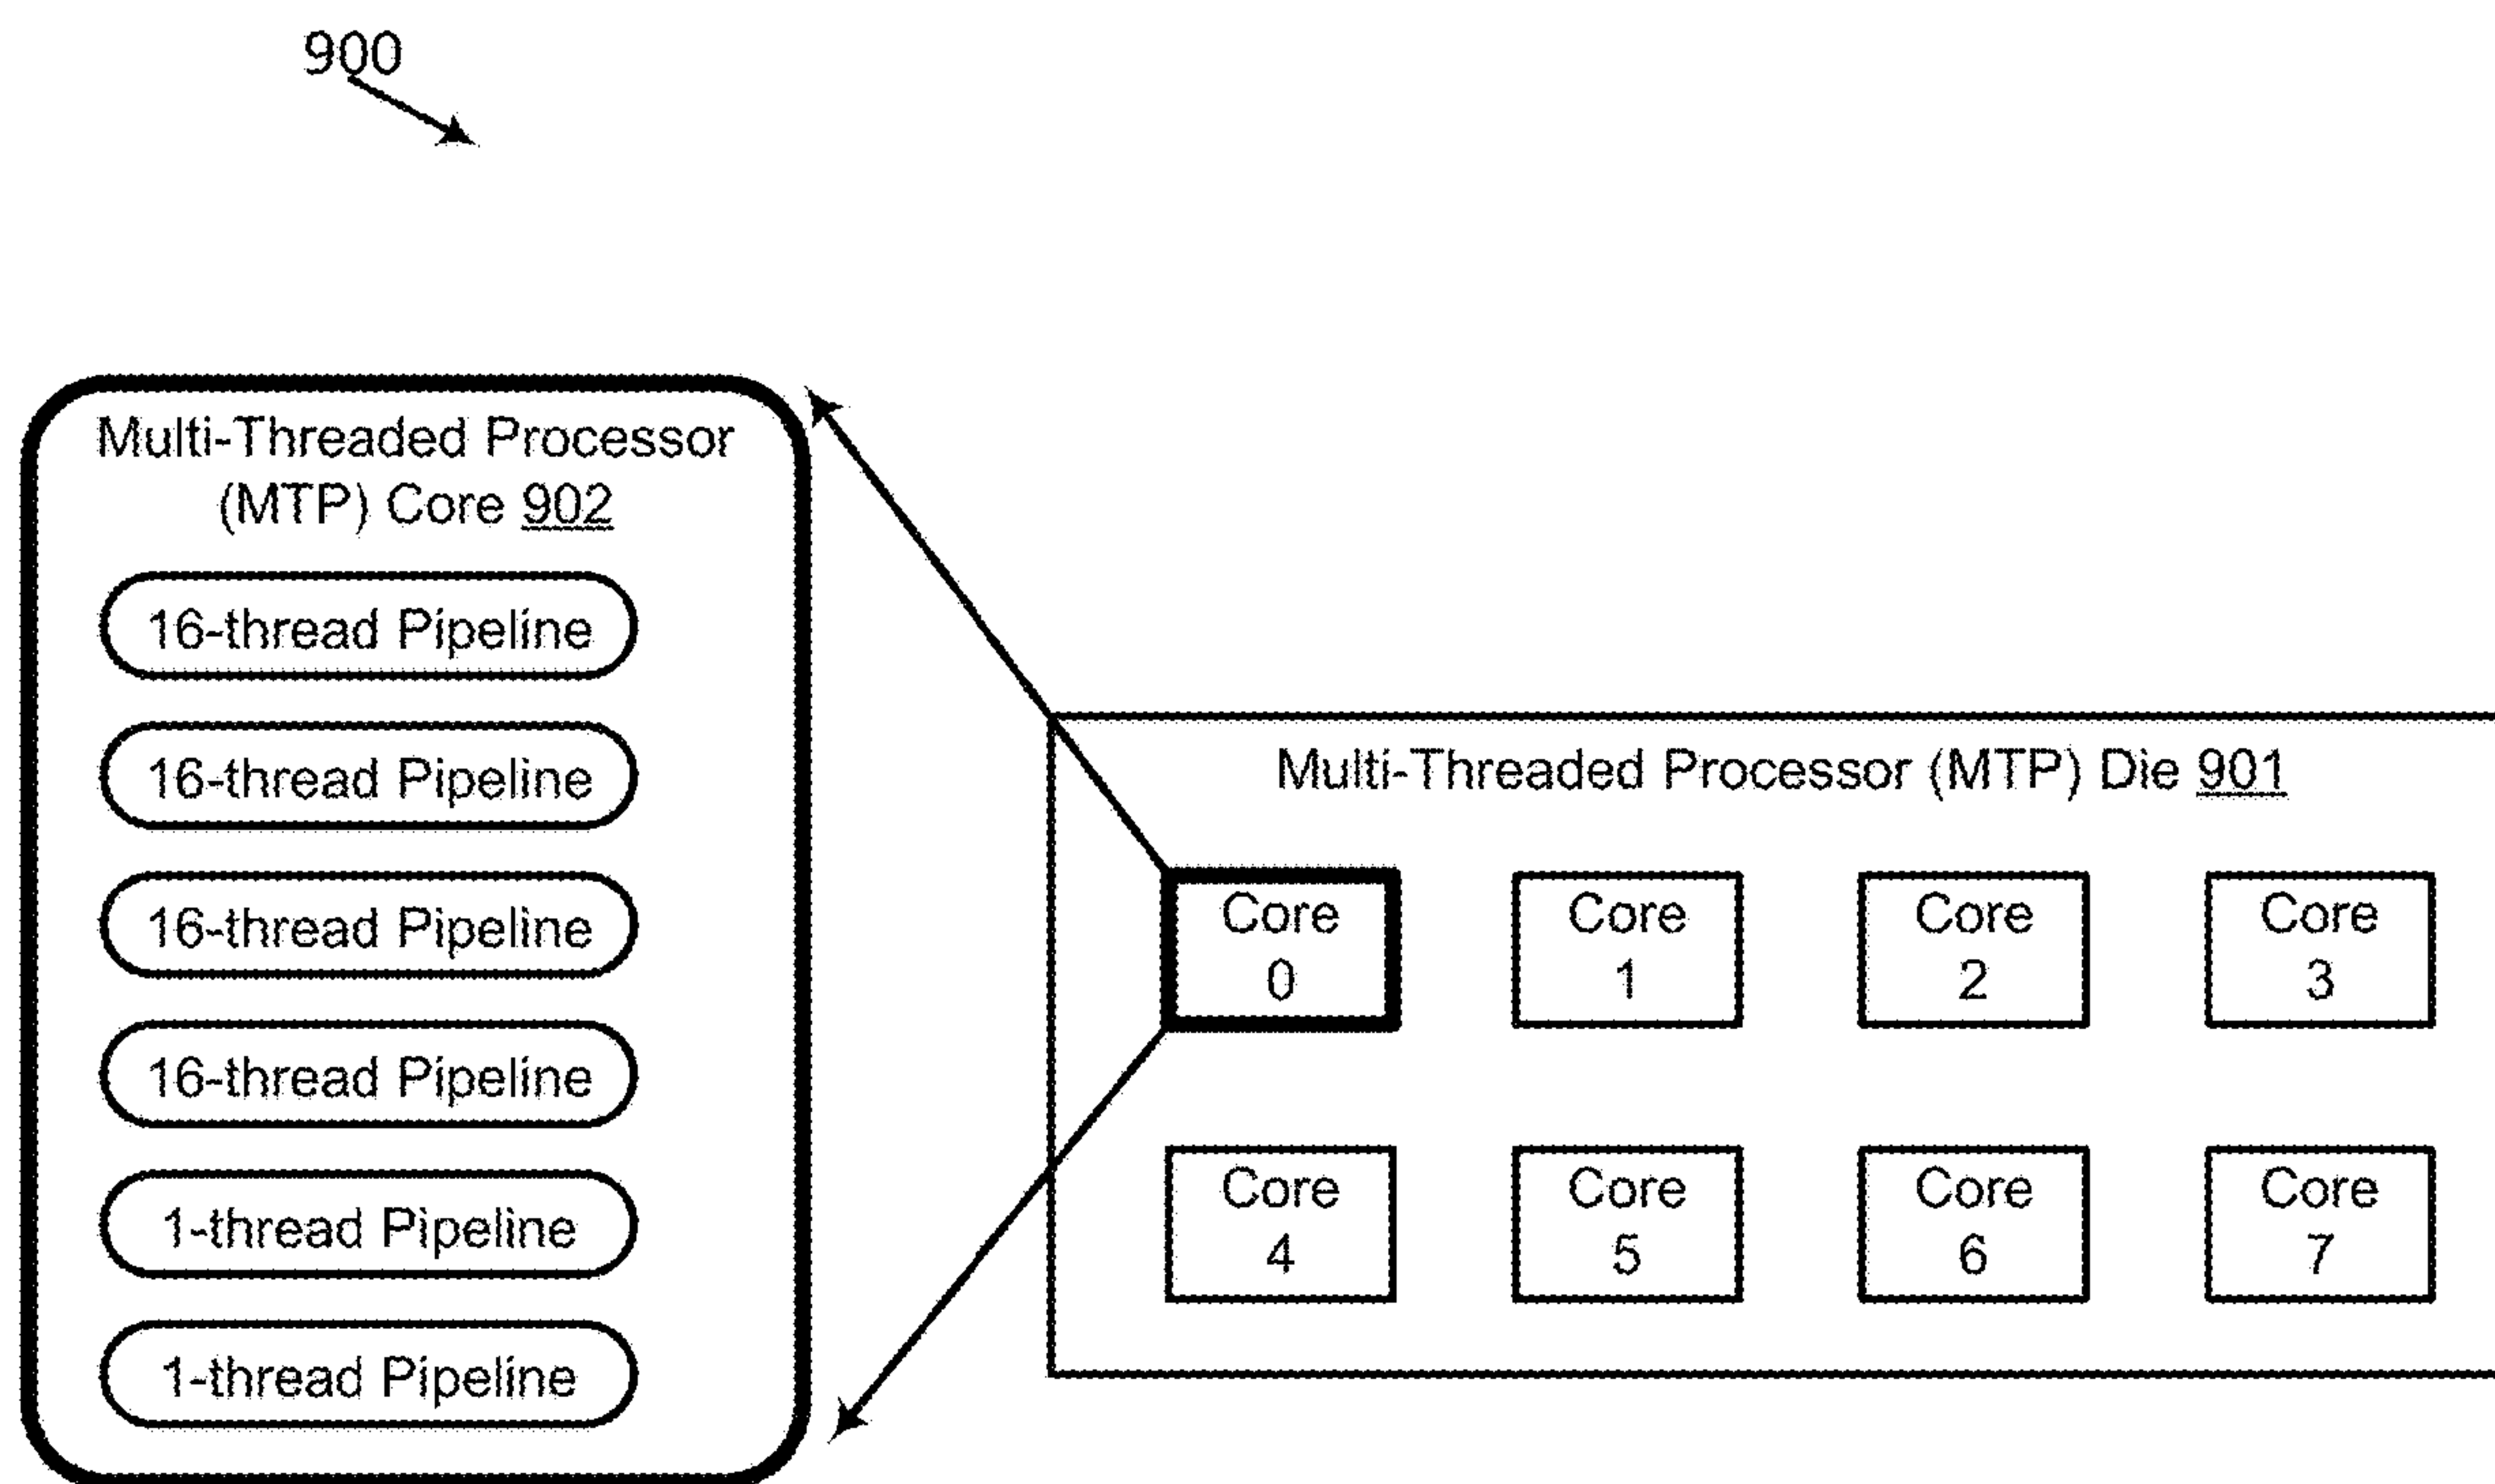 900
Multi-Threaded Processor
(MTP) Core 902
16-thread Pipeline
16-thread Pipeline
16-thread Pipeline
16-thread Pipeline
1-thread Pipeline
1-thread Pipeline
Multi-Threaded Processor (MTP) Die 901
Core
0
Core
1
Core
2
Core
3
Core
4
Core
5
Core
6
Core
7